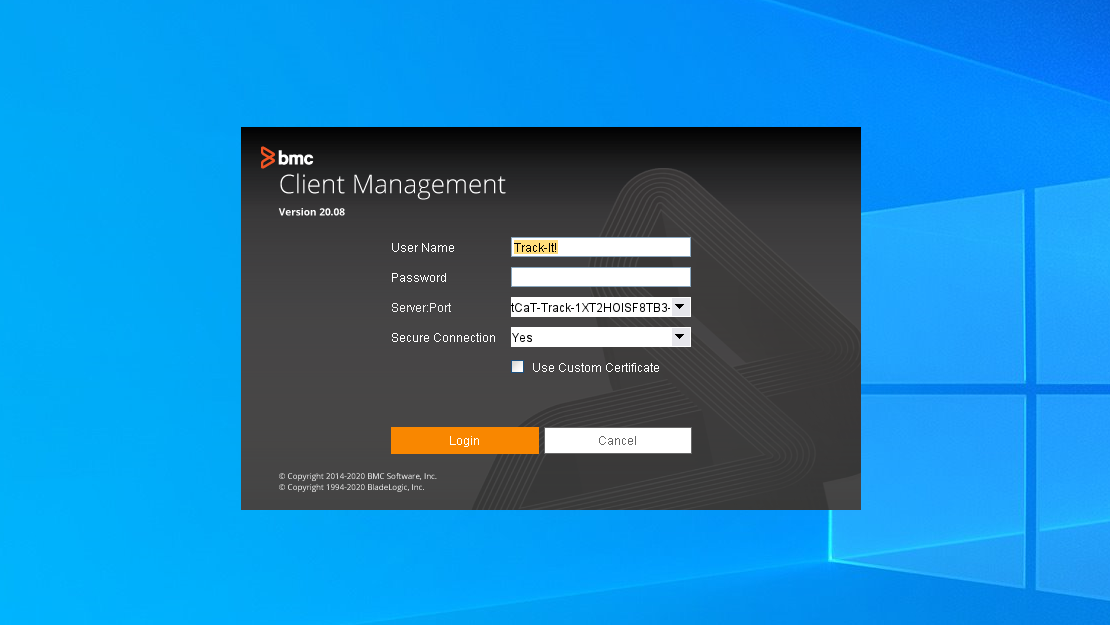 bmc
Client Management
Version 20.08
User Name Track-It!
Password
Server:Port tCaT-Track-1XT2HOISF8TB3-
Secure Connection Yes
Use Custom Certificate
Login Cancel
© Copyright 2014-2020 BMC Software, Inc.
© Copyright 1994-2020 BladeLogic, Inc.